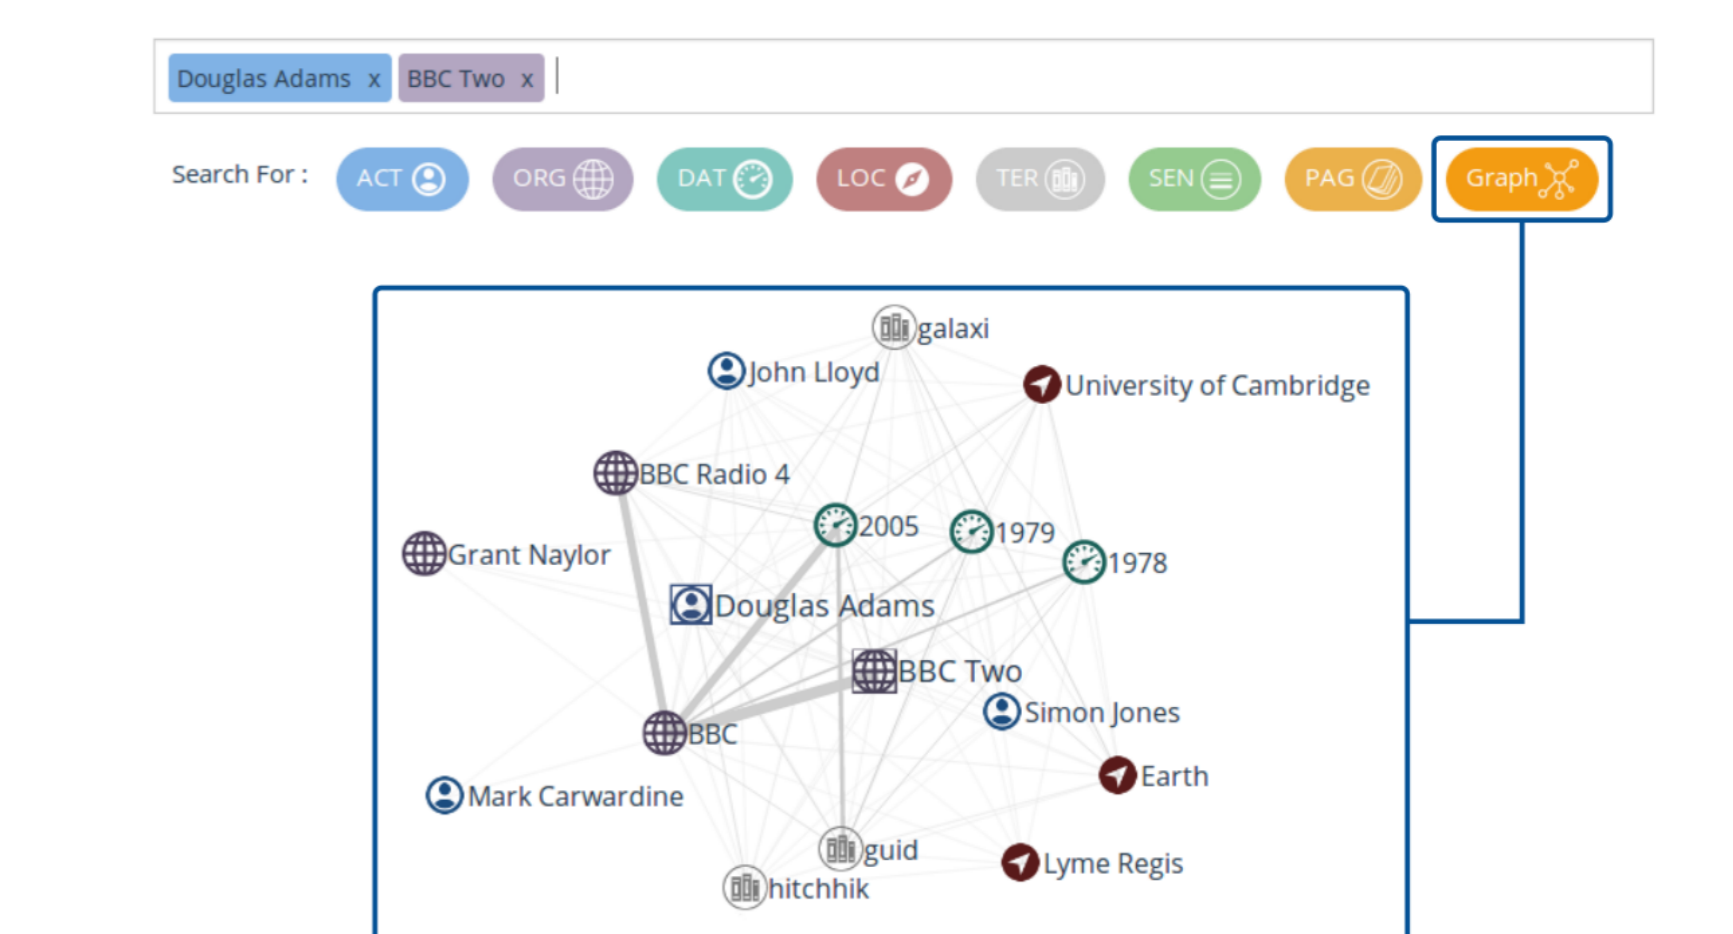 Douglas Adams x BBC Two x
Search For : ACT ORG DAT LOC TER SEN PAG Graph
galaxi
John Lloyd
University of Cambridge
BBC Radio 4
2005
1979
Grant Naylor
1978
Douglas Adams
BBC Two
Simon Jones
BBC
Earth
Mark Carwardine
guid
Lyme Regis
hitchhik